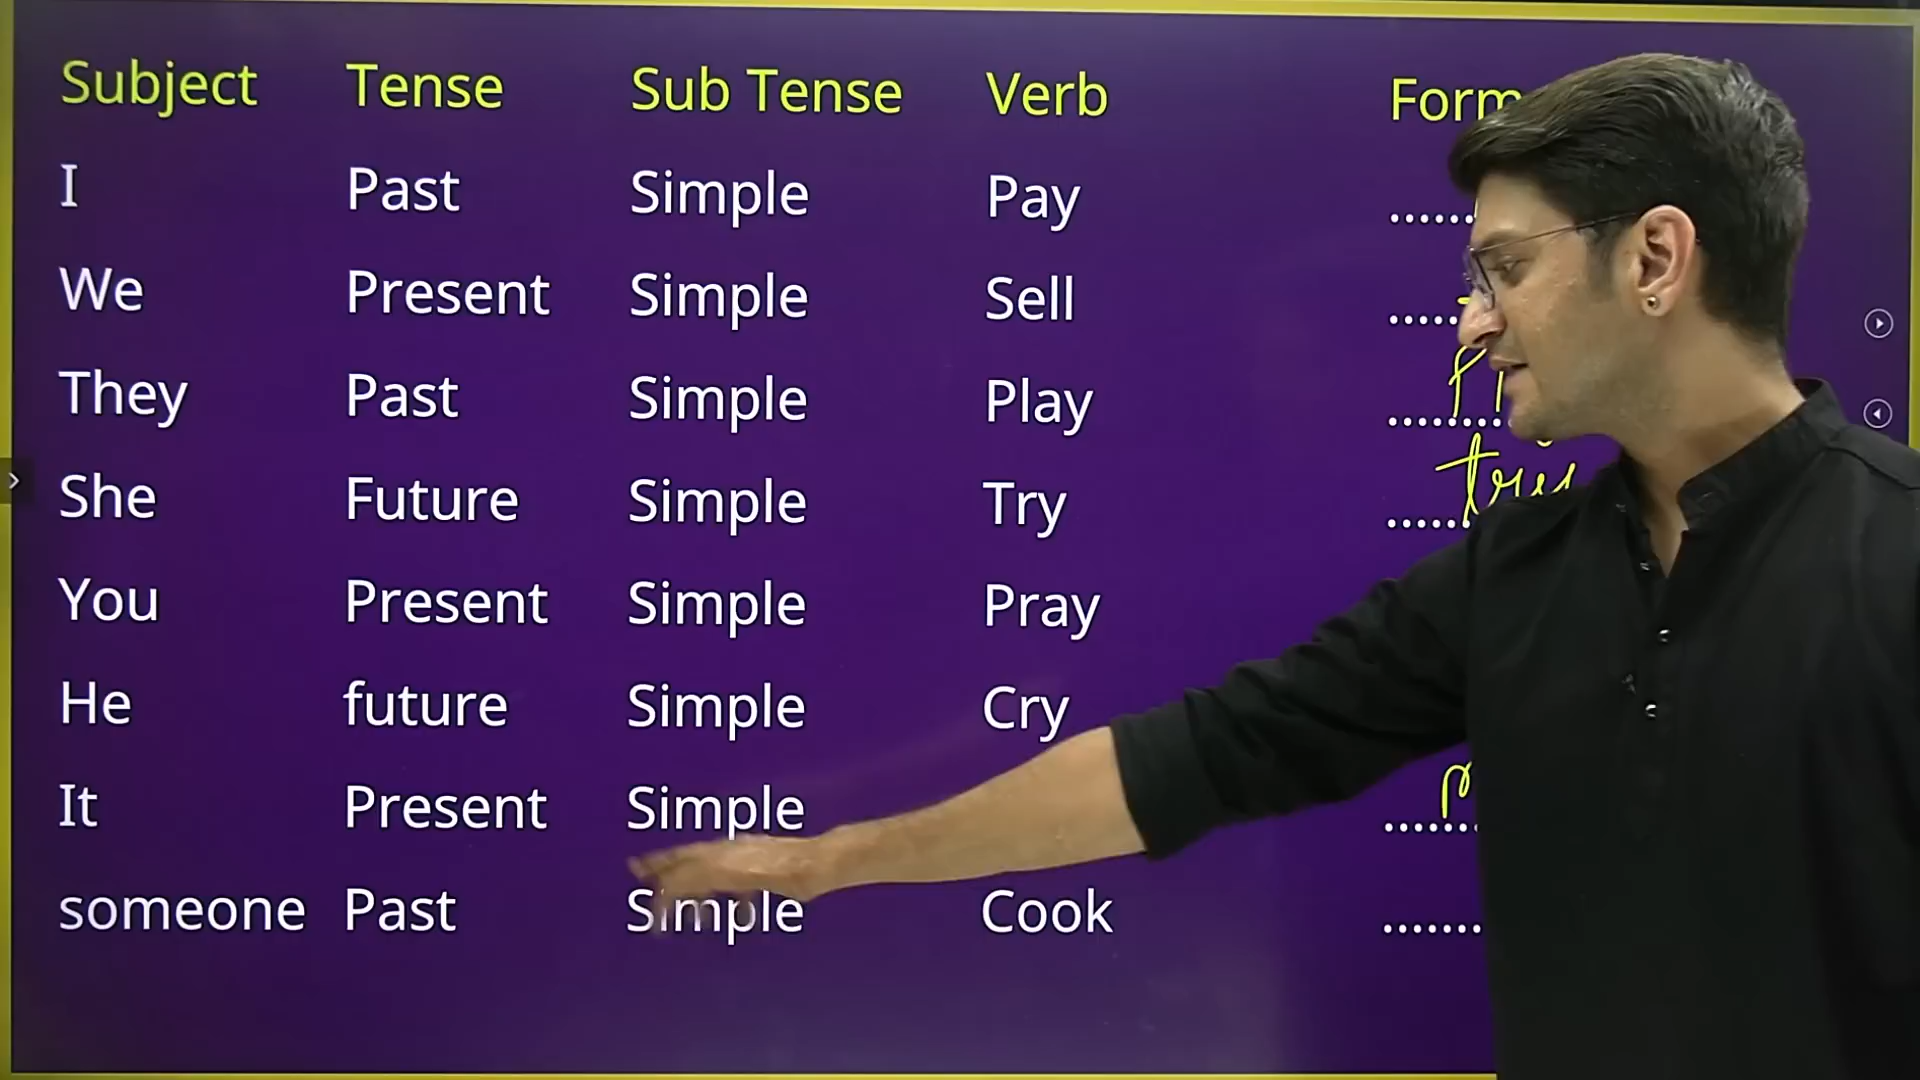 Subject Tense Sub Tense Verb Form
I Past Simple Pay ......
We Present Simple Sell .....
They Past Simple Play ........
She Future Simple Try ......
You Present Simple Pray
He future Simple Cry
It Present Simple .......
someone Past Simple Cook .......